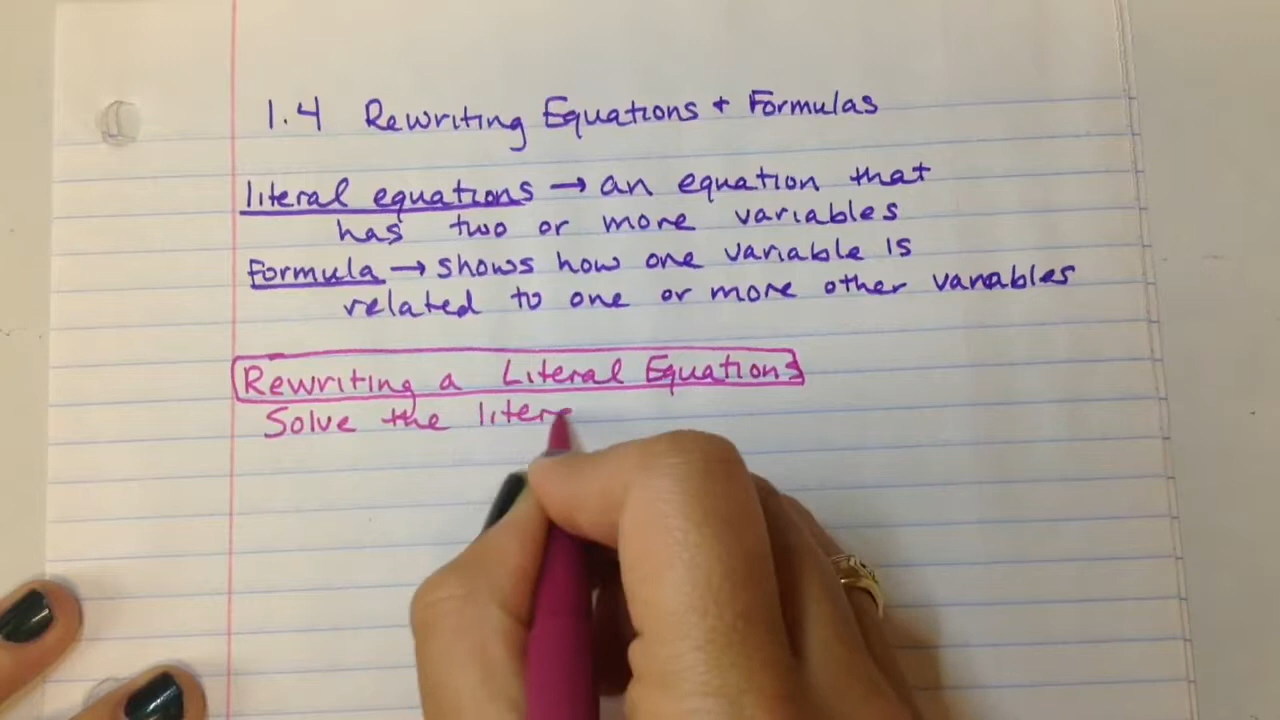 1.4 Rewriting Equations + Formulas
literal equations → an equation that
has two or more variables
Formula → shows how one variable is
related to one or more other variables
Rewriting a Literal Equations
Solve the litera